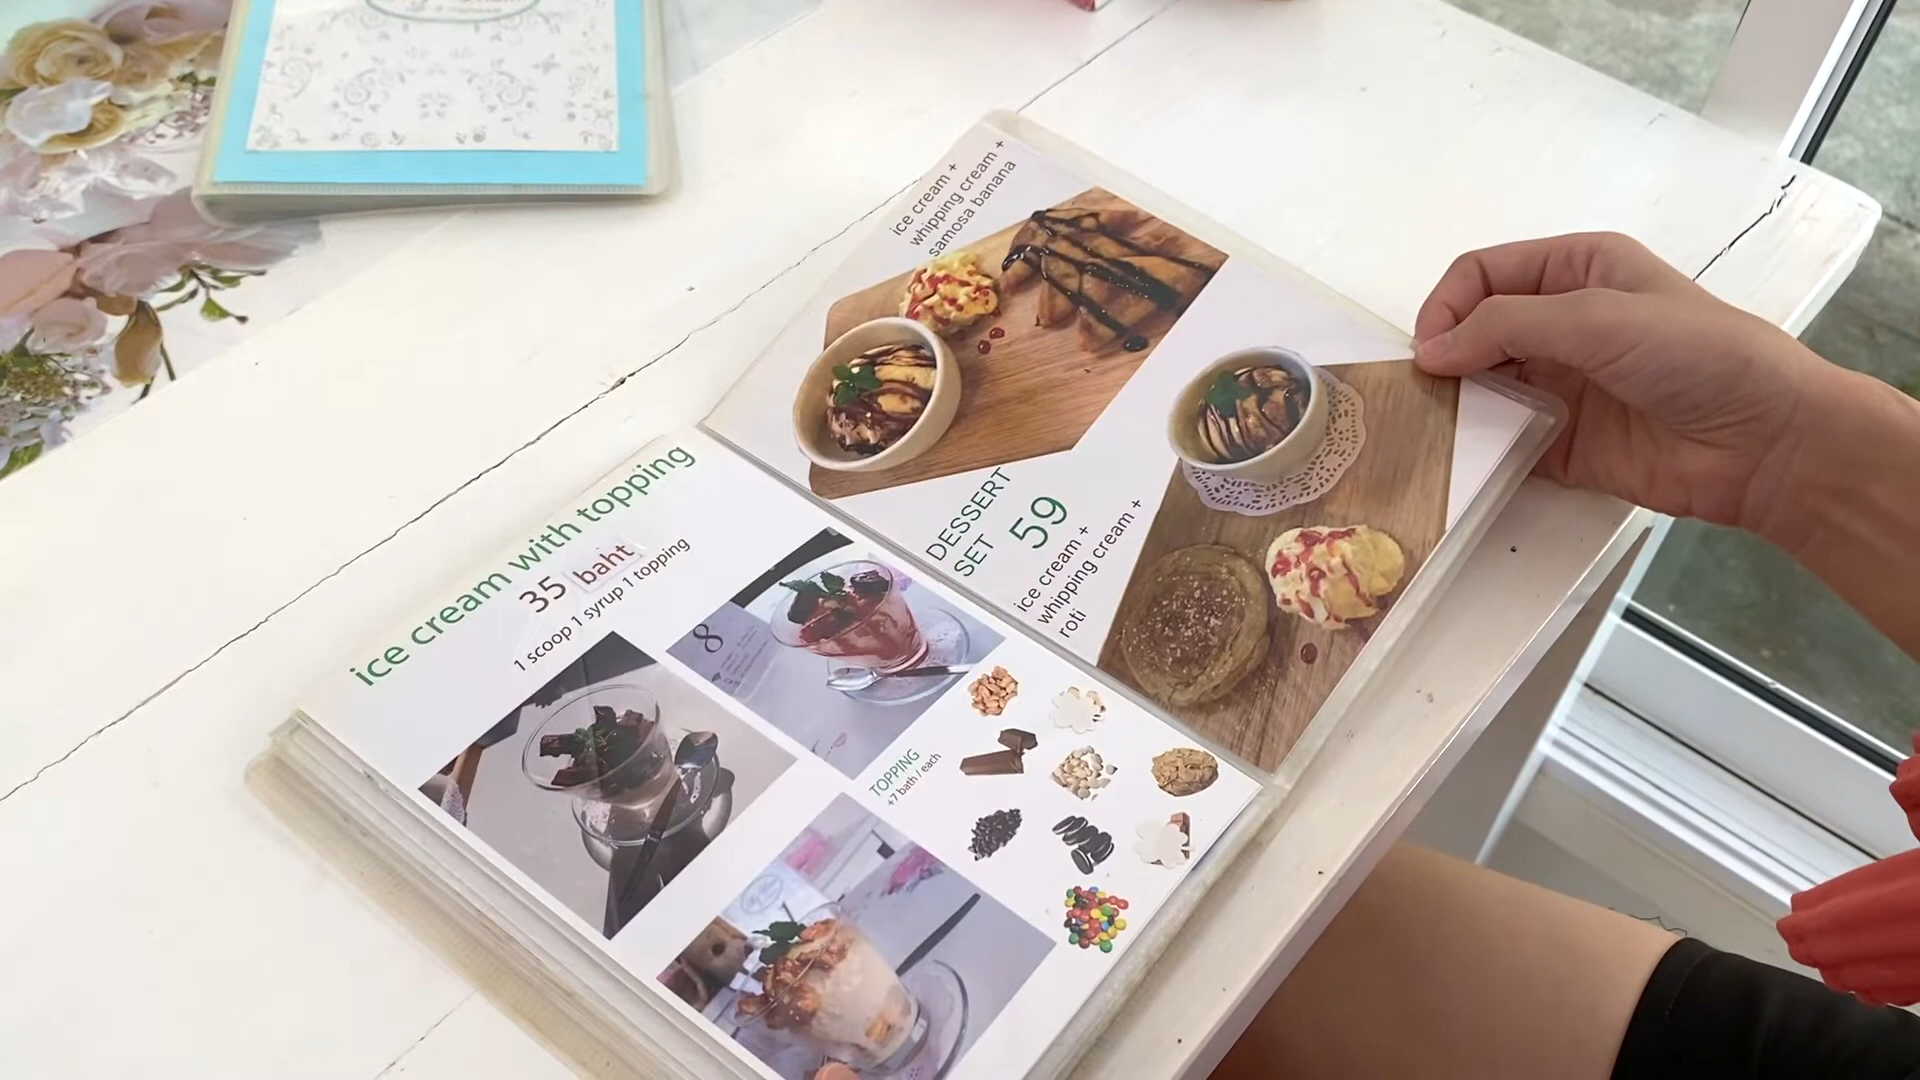 ice cream with topping
35 baht
1 scoop 1 syrup 1 topping
8
TOPPING
+7 bath / each
ice cream +
whipping cream +
samosa banana
DESSERT
SET 59
ice cream +
whipping cream +
roti